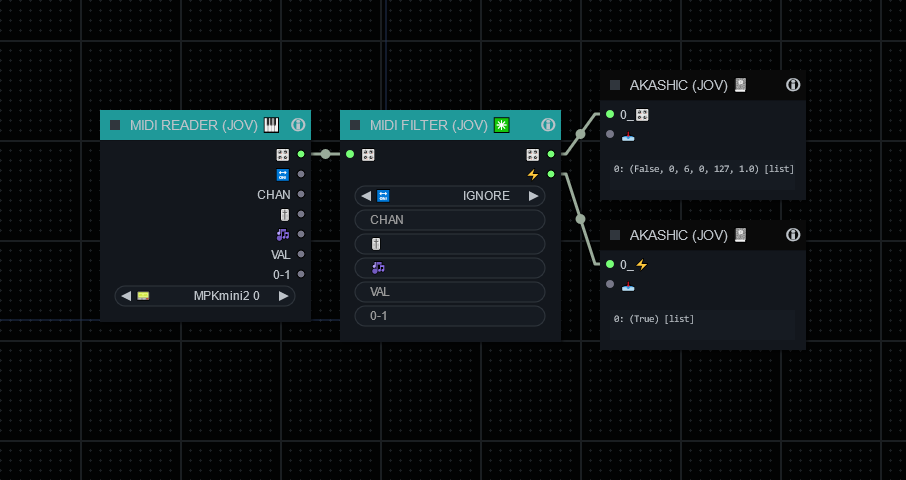 MIDI READER (JOV)
CHAN
VAL
0-1
MPKmini2 0
MIDI FILTER (JOV)
IGNORE
CHAN
VAL
0-1
AKASHIC (JOV)
0_
0: (False, 0, 6, 0, 127, 1.0) [list]
AKASHIC (JOV)
0_
0: (True) [list]